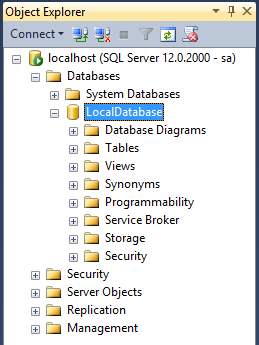 Object Explorer
Connect
localhost (SQL Server 12.0.2000 - sa)
Databases
System Databases
LocalDatabase
Database Diagrams
Tables
Views
Synonyms
Programmability
Service Broker
Storage
Security
Security
Server Objects
Replication
Management